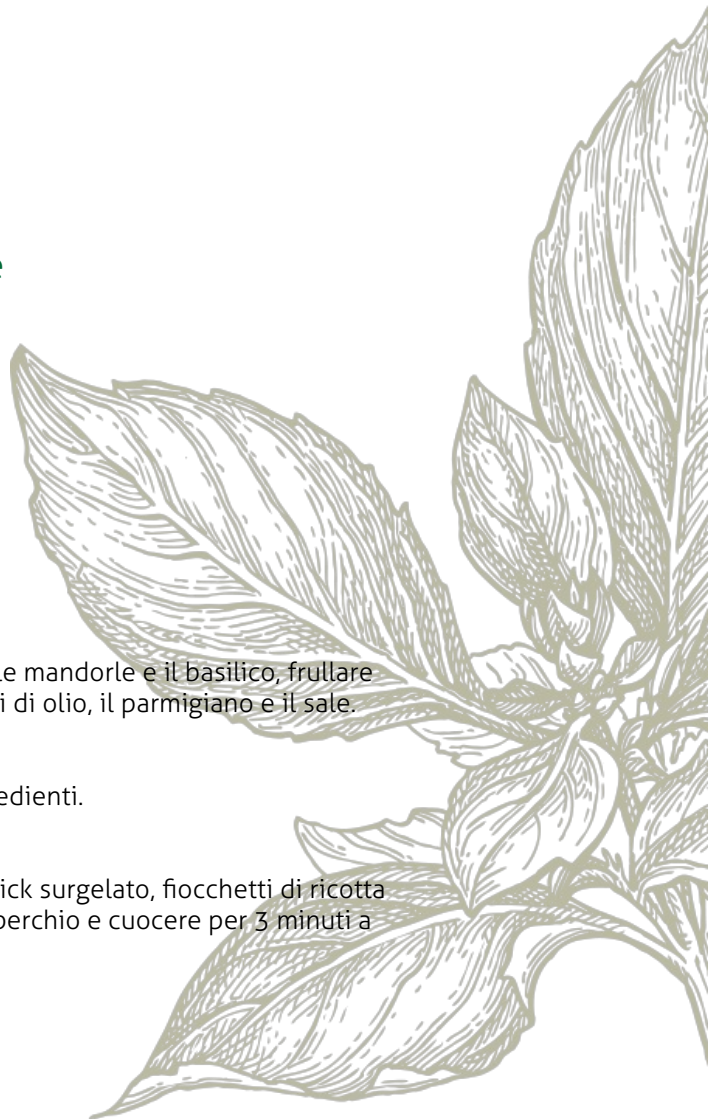 e
le mandorle e il basilico, frullare
i di olio, il parmigiano e il sale.
edienti.
ick surgelato, fiocchetti di ricotta
perchio e cuocere per 3 minuti a